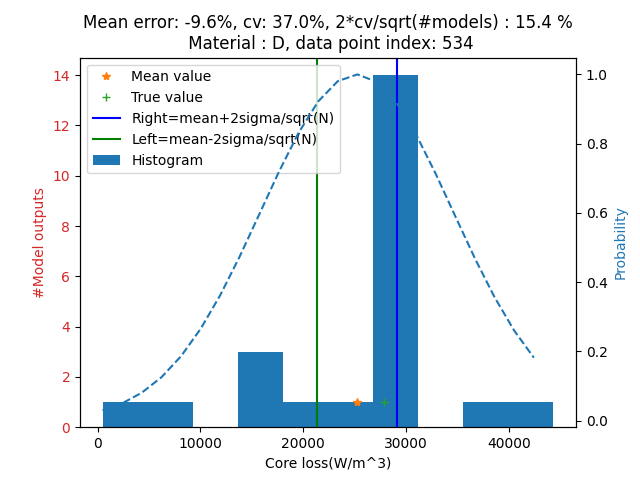 Mean error: -9.6%, cv: 37.0%, 2*cv/sqrt(#models) : 15.4 %
Material : D, data point index: 534
Mean value
True value
Right=mean+2sigma/sqrt(N)
Left=mean-2sigma/sqrt(N)
Histogram
#Model outputs
14
12
10
8
6
4
2
0
1.0
0.8
0.6
0.4
0.2
0.0
Probability
0
10000
20000
30000
40000
Core loss(W/m^3)